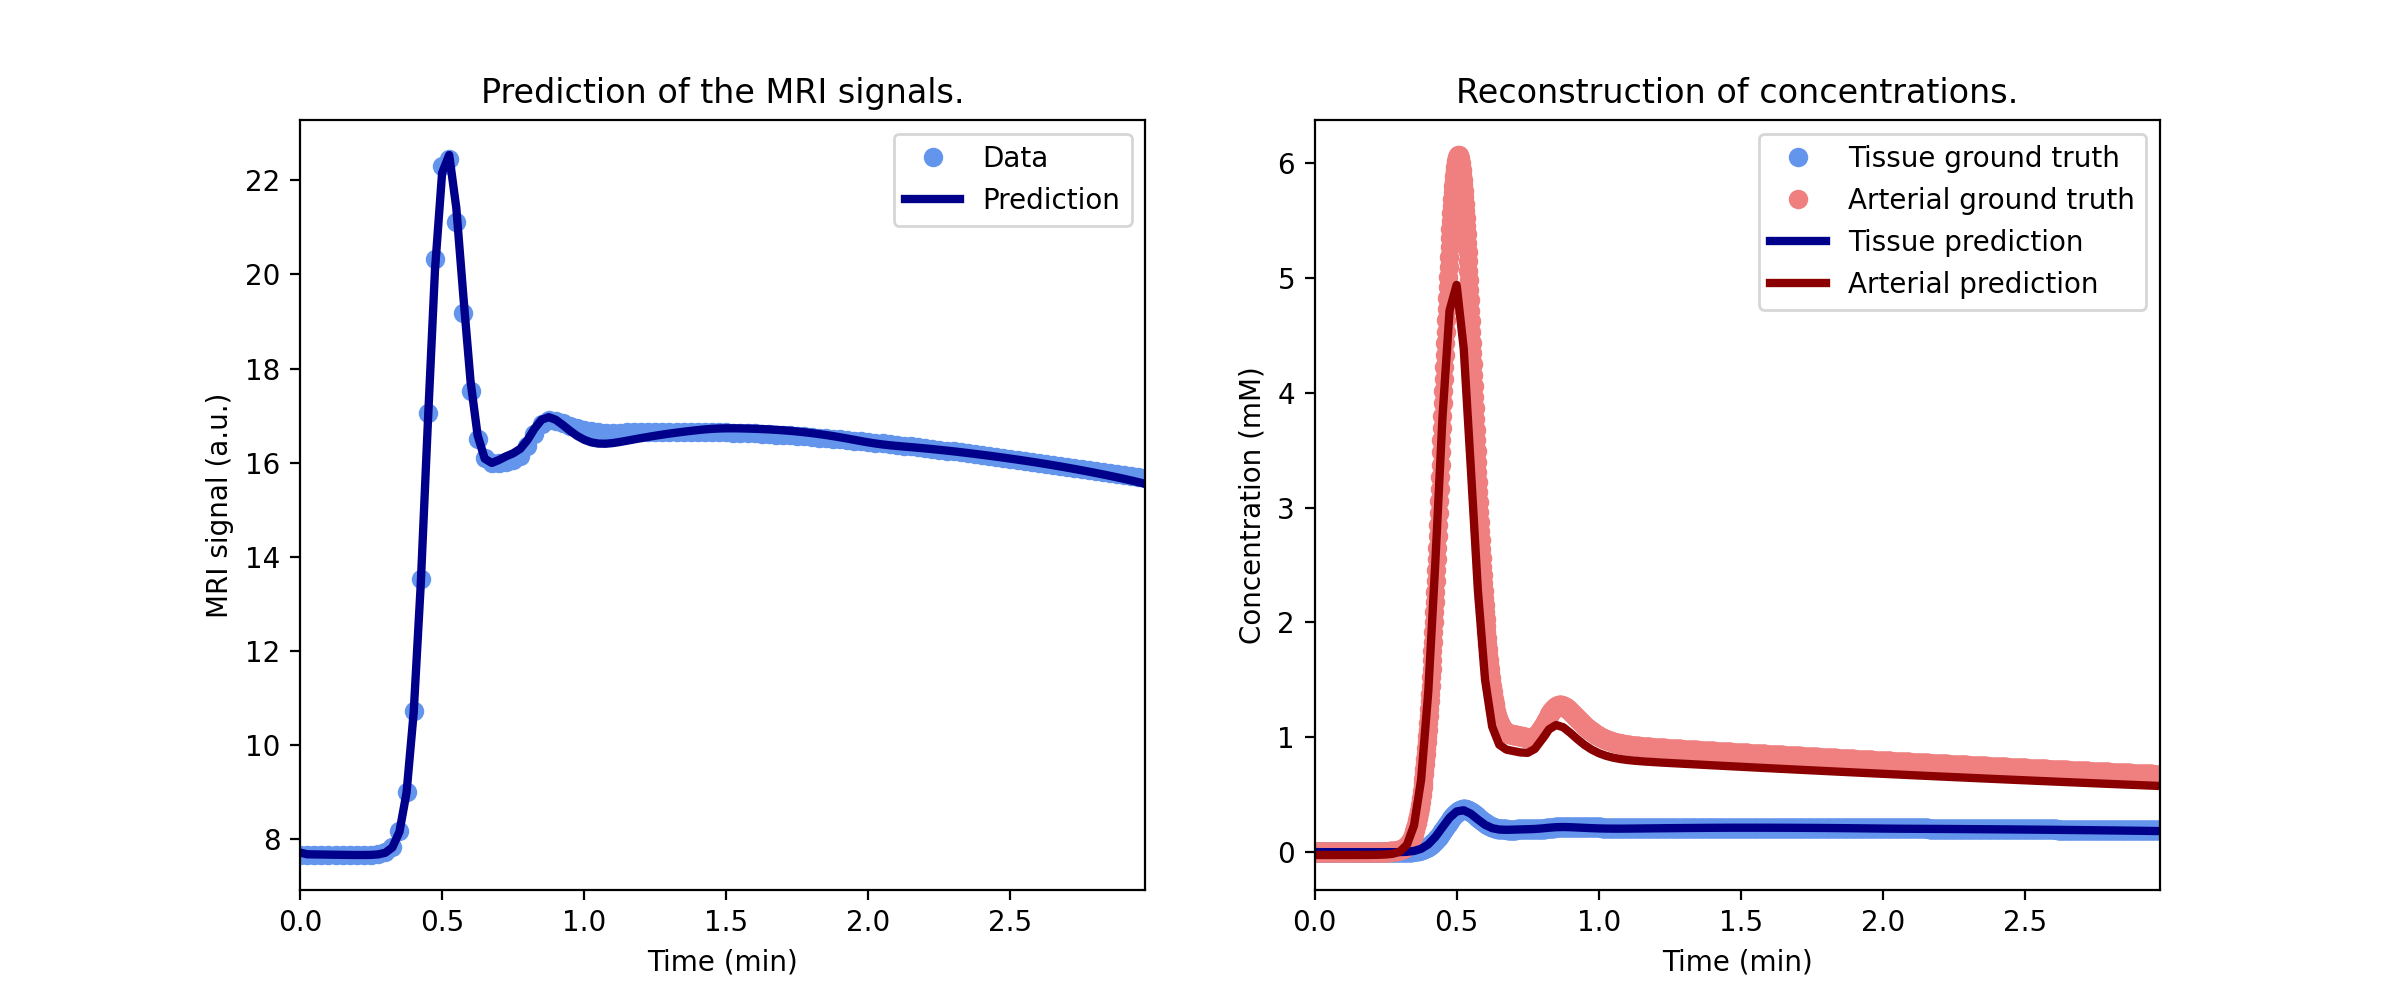 Prediction of the MRI signals.
Data
Prediction
MRI signal (a.u.)
22
20
18
16
14
12
10
8
0.0 0.5 1.0 1.5 2.0 2.5
Time (min)
Reconstruction of concentrations.
Tissue ground truth
Arterial ground truth
Tissue prediction
Arterial prediction
Concentration (mM)
6
5
4
3
2
1
0
0.0 0.5 1.0 1.5 2.0 2.5
Time (min)